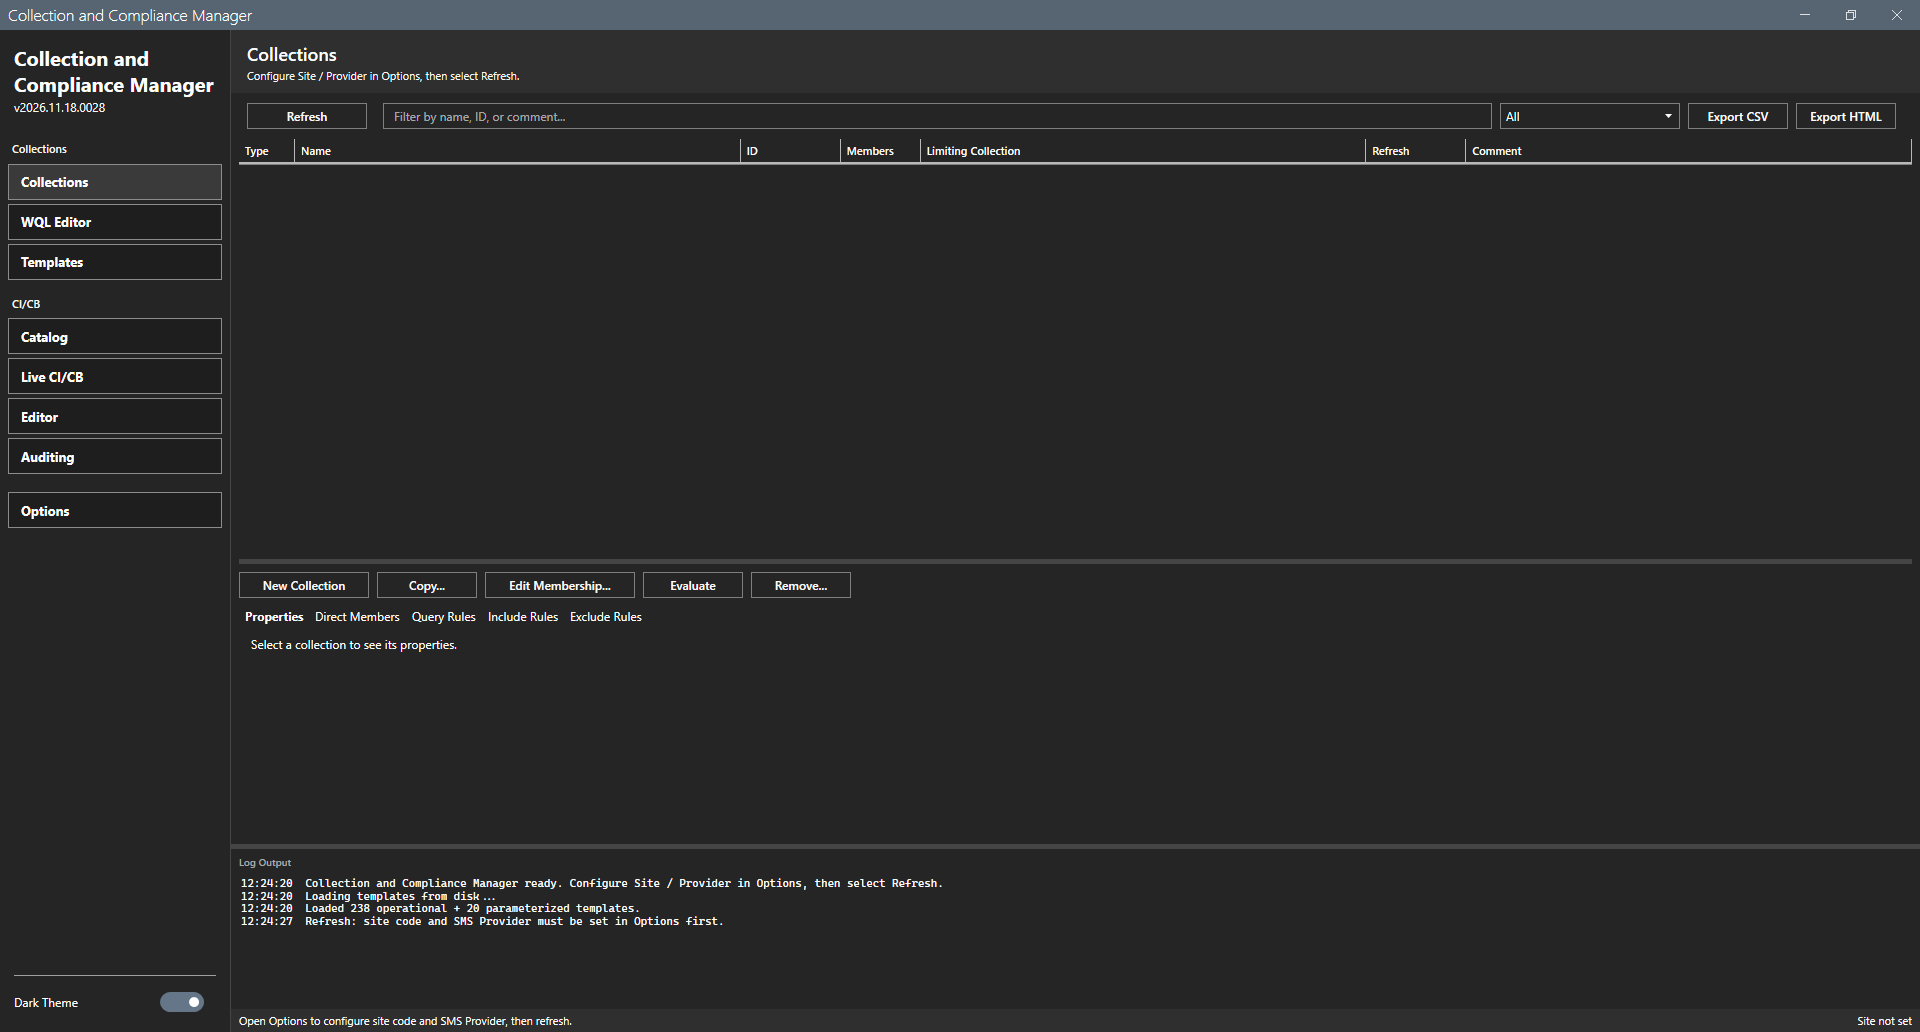 Collection and Compliance Manager
Collection and
Compliance Manager
v2026.11.18.0028
Collections
Collections
WQL Editor
Templates
CI/CB
Catalog
Live CI/CB
Editor
Auditing
Options
Dark Theme
Collections
Configure Site / Provider in Options, then select Refresh.
Refresh
Filter by name, ID, or comment...
All
Export CSV
Export HTML
Type Name ID Members Limiting Collection Refresh Comment
New Collection Copy... Edit Membership... Evaluate Remove...
Properties Direct Members Query Rules Include Rules Exclude Rules
Select a collection to see its properties.
Log Output
12:24:20 Collection and Compliance Manager ready. Configure Site / Provider in Options, then select Refresh.
12:24:20 Loading templates from disk...
12:24:20 Loaded 238 operational + 20 parameterized templates.
12:24:27 Refresh: site code and SMS Provider must be set in Options first.
Open Options to configure site code and SMS Provider, then refresh.
Site not set